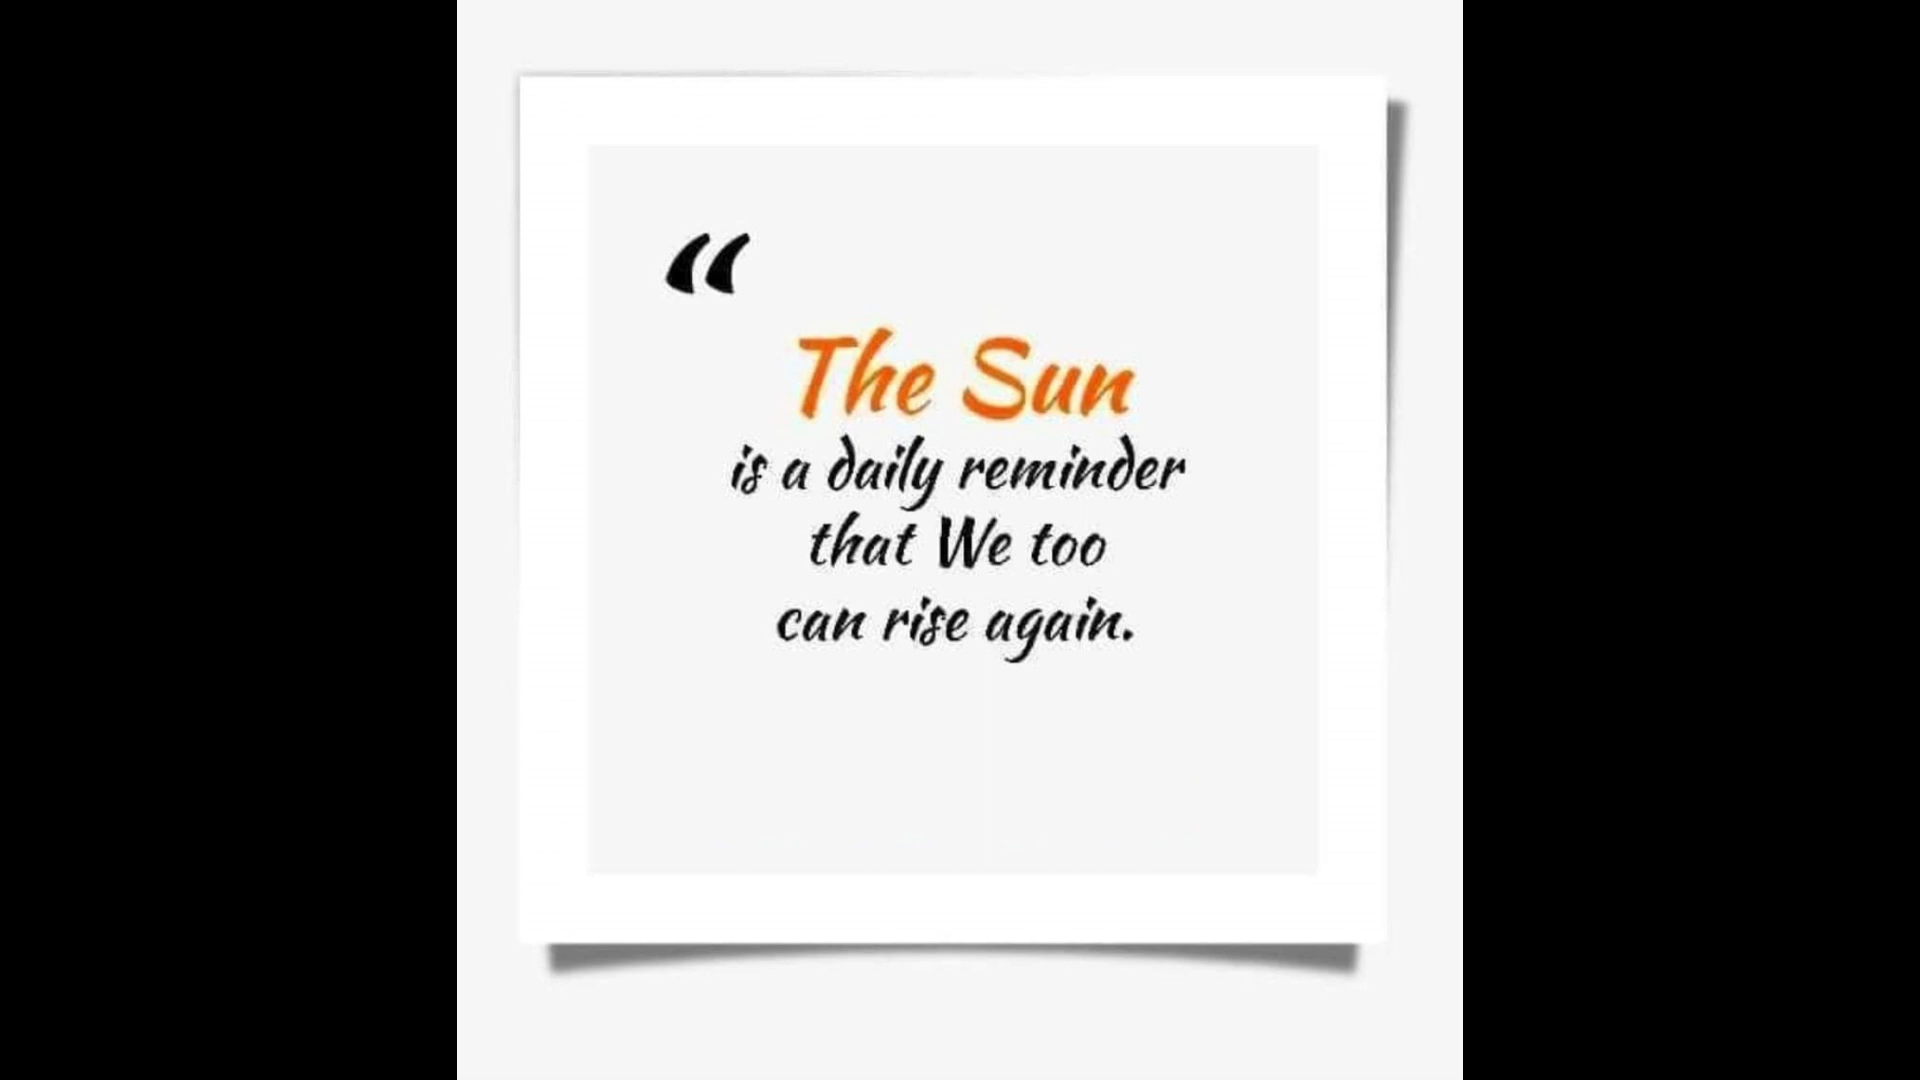 “
The Sun
is a daily reminder
that We too
can rise again.